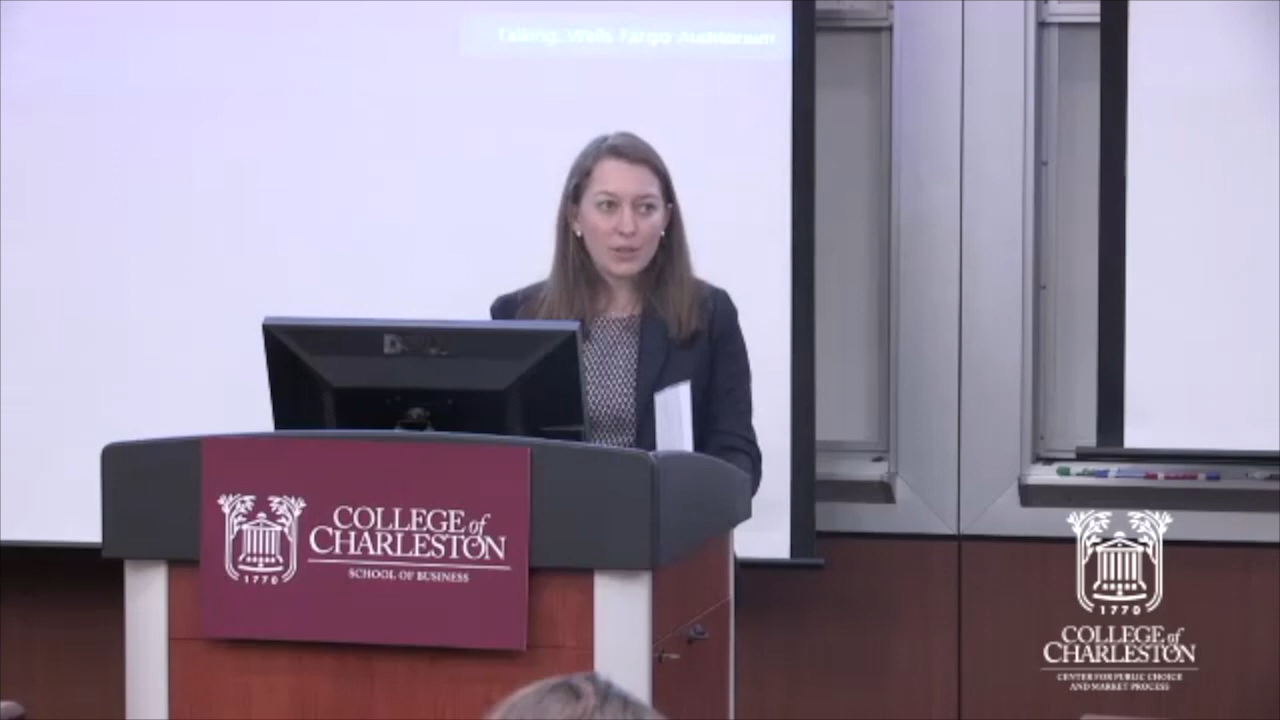 Talking: Wells Fargo Auditorium
DELL
COLLEGE of
CHARLESTON
SCHOOL OF BUSINESS
1770
1770
COLLEGE of
CHARLESTON
CENTER FOR PUBLIC CHOICE
AND MARKET PROCESS